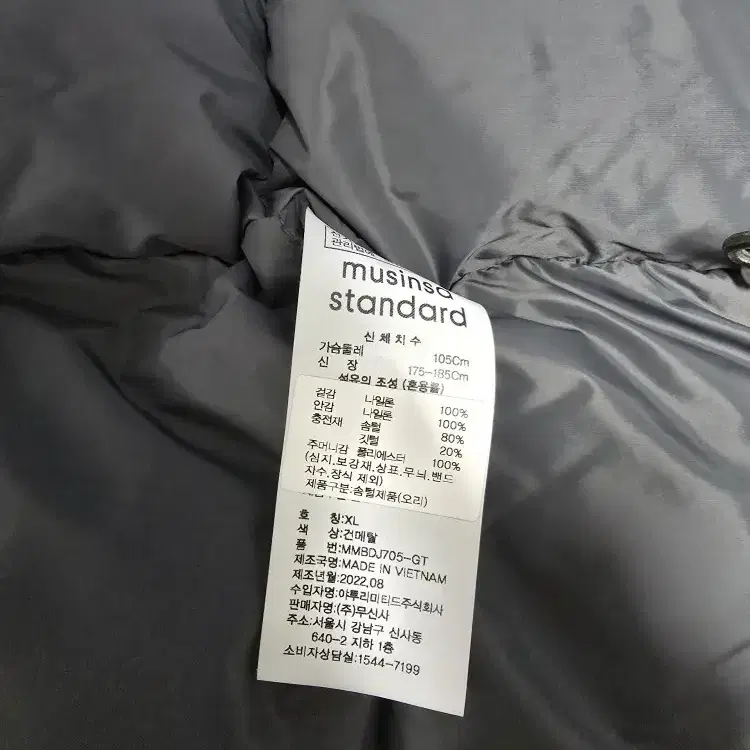 관리법에
musinsa
standard
신체치수
가슴둘레 105Cm
신 장 175-185Cm
섬유의 조성 (혼용률)
겉감 나일론 100%
안감 나일론 100%
충전재 솜털 80%
깃털 20%
주머니감 폴리에스터 100%
(심지.보강재.상표.무늬.밴드
자수.장식 제외)
제품구분:솜털제품(오리)
호 칭:XL
색 상:건메탈
품 번:MMBDJ705-GT
제조국명:MADE IN VIETNAM
제조년월:2022.08
수입자명:야투리미티드주식회사
판매자명:(주)무신사
주소:서울시 강남구 신사동
640-2 지하 1층
소비자상담실:1544-7199